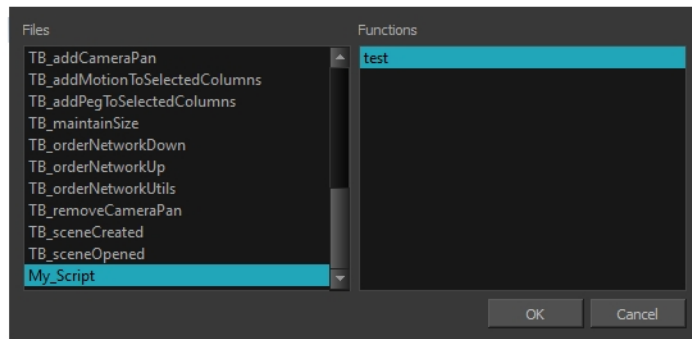 Files
Functions
TB_addCameraPan
TB_addMotionToSelectedColumns
TB_addPegToSelectedColumns
TB_maintainSize
TB_orderNetworkDown
TB_orderNetworkUp
TB_orderNetworkUtils
TB_removeCameraPan
TB_sceneCreated
TB_sceneOpened
My_Script
test
OK
Cancel